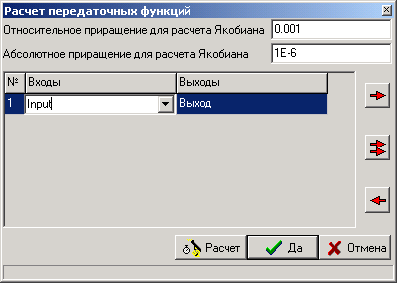 Расчет передаточных функций
Относительное приращение для расчета Якобиана 0.001
Абсолютное приращение для расчета Якобиана 1E-6
№ Входы Выходы
1 Input Выход
Расчет Да Отмена